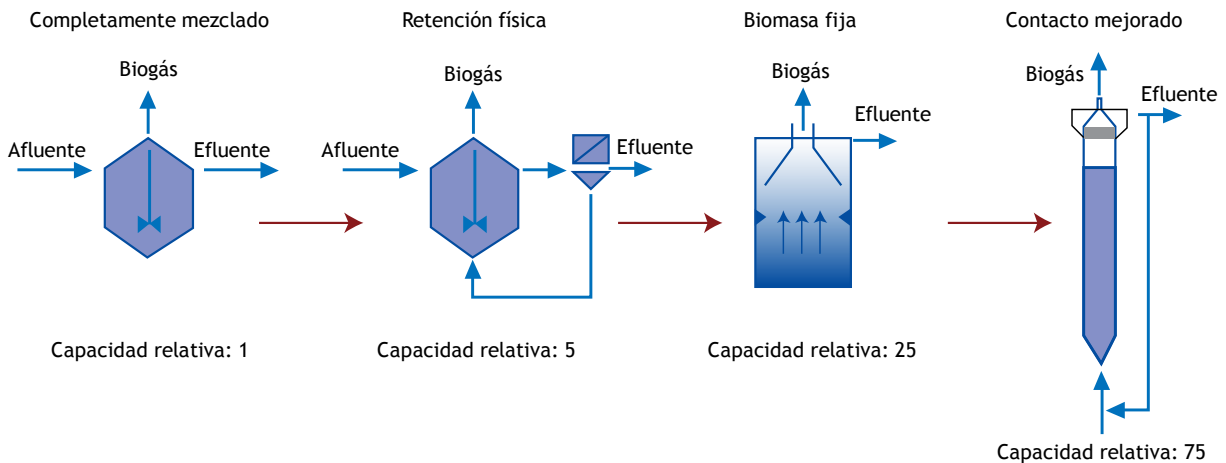 Completamente mezclado
Biogás
Afluente
Efluente
Capacidad relativa: 1
Retención física
Biogás
Afluente
Efluente
Capacidad relativa: 5
Biomasa fija
Biogás
Efluente
Capacidad relativa: 25
Contacto mejorado
Biogás
Efluente
Capacidad relativa: 75